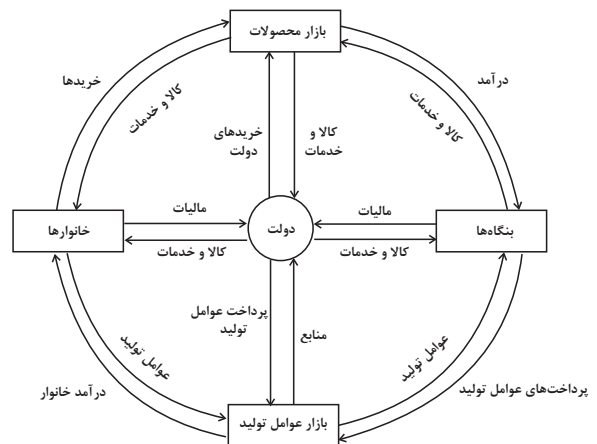 بازار محصولات
درآمد
خریدها
کالا و خدمات
کالا و خدمات
کالا و
خدمات
خریدهای
دولت
مالیات
مالیات
بنگاه‌ها
دولت
خانوارها
کالا و خدمات
کالا و خدمات
پرداخت عوامل
تولید
منابع
عوامل تولید
عوامل تولید
پرداخت‌های عوامل تولید
درآمد خانوار
بازار عوامل تولید